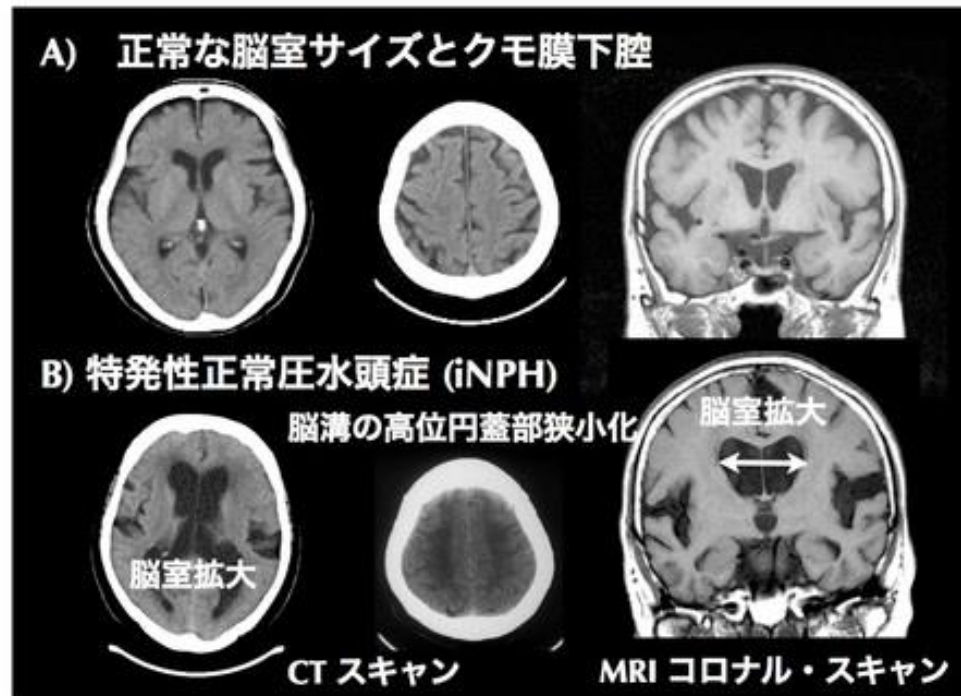 A) 正常な脳室サイズとクモ膜下腔
B) 特発性正常圧水頭症 (iNPH)
脳溝の高位円蓋部狭小化
脳室拡大
脳室拡大
CT スキャン
MRI コロナル・スキャン